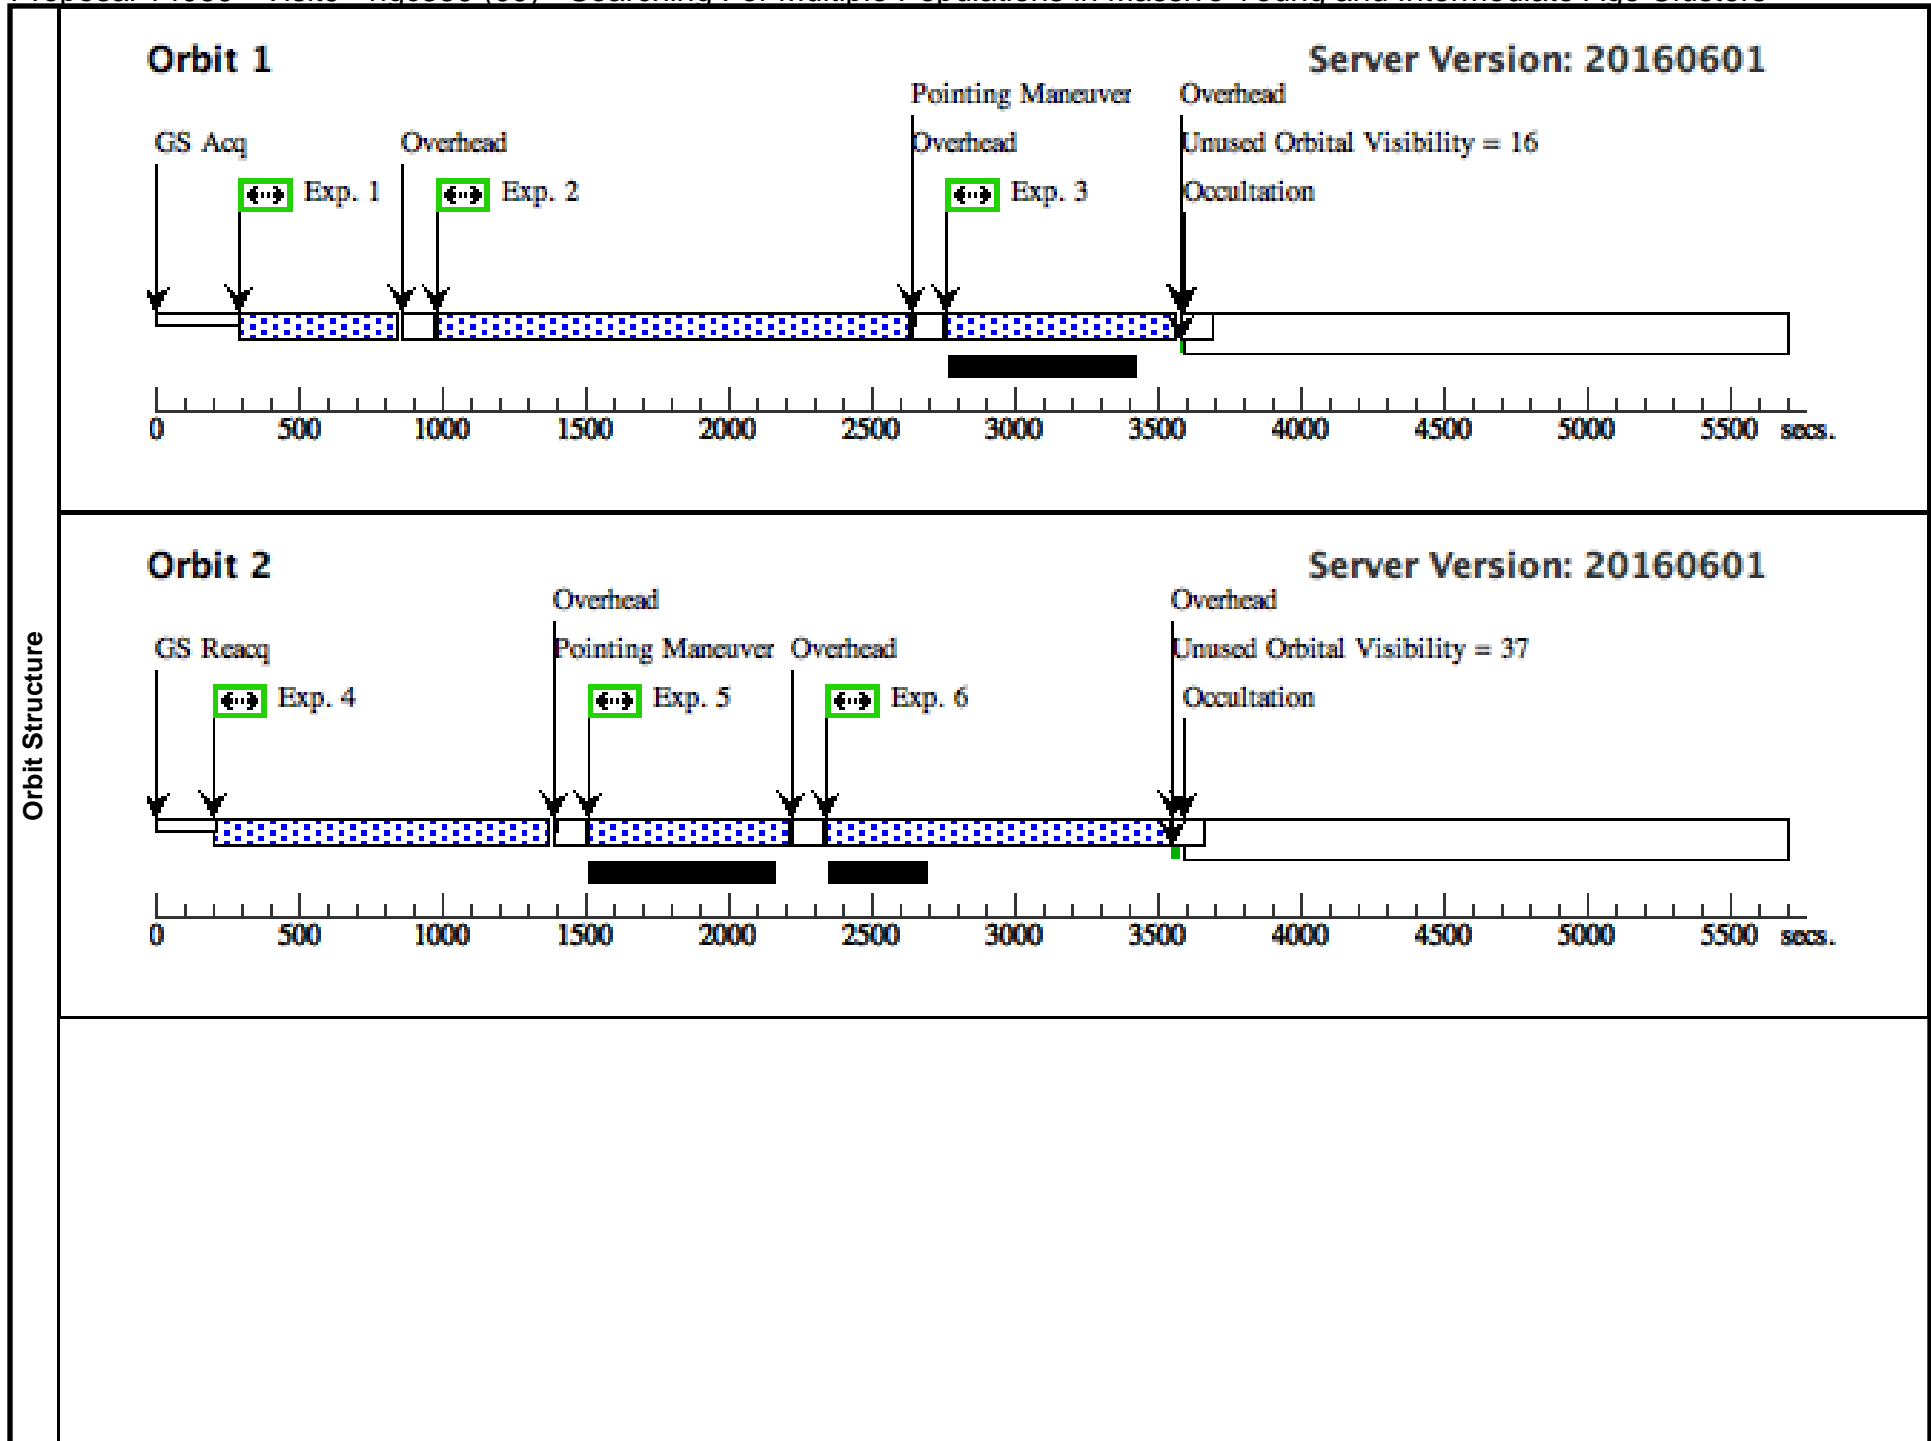 Orbit 1
Server Version: 20160601
Pointing Maneuver
Overhead
GS Acq
Overhead
Overhead
Unused Orbital Visibility = 16
Exp. 1
Exp. 2
Exp. 3
Occultation
0 500 1000 1500 2000 2500 3000 3500 4000 4500 5000 5500 secs.
Orbit 2
Server Version: 20160601
Overhead
Overhead
GS Reacq
Pointing Maneuver
Overhead
Unused Orbital Visibility = 37
Exp. 4
Exp. 5
Exp. 6
Occultation
0 500 1000 1500 2000 2500 3000 3500 4000 4500 5000 5500 secs.
Orbit Structure